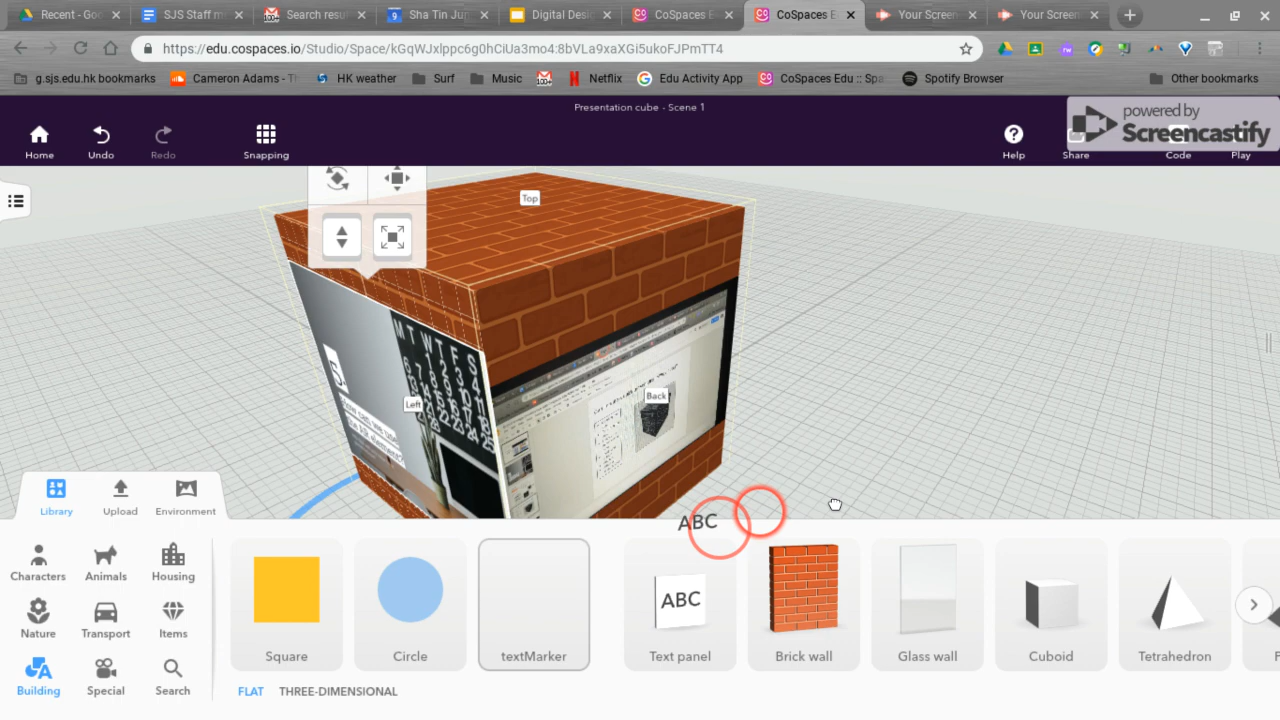 Recent - Goo
SJS Staff m
Search resu
Sha Tin Jun
Digital Desi
CoSpaces E
CoSpaces E
Your Screen
Your Screen
https://edu.cospaces.io/Studio/Space/kGqWJxlppc6g0hCiUa3mo4:8bVLa9xaXGi5ukoFJPmTT4
g.sjs.edu.hk bookmarks
Cameron Adams - Th
HK weather
Surf
Music
100+
Netflix
Edu Activity App
CoSpaces Edu :: Spa
Spotify Browser
Other bookmarks
Presentation cube - Scene 1
powered by
Screencastify
Home
Undo
Redo
Snapping
Help
Share
Code
Play
Top
M T W T F S
Left
Back
Library
Upload
Environment
ABC
Characters
Animals
Housing
Nature
Transport
Items
Building
Special
Search
Square
Circle
textMarker
ABC
Text panel
Brick wall
Glass wall
Cuboid
Tetrahedron
FLAT
THREE-DIMENSIONAL